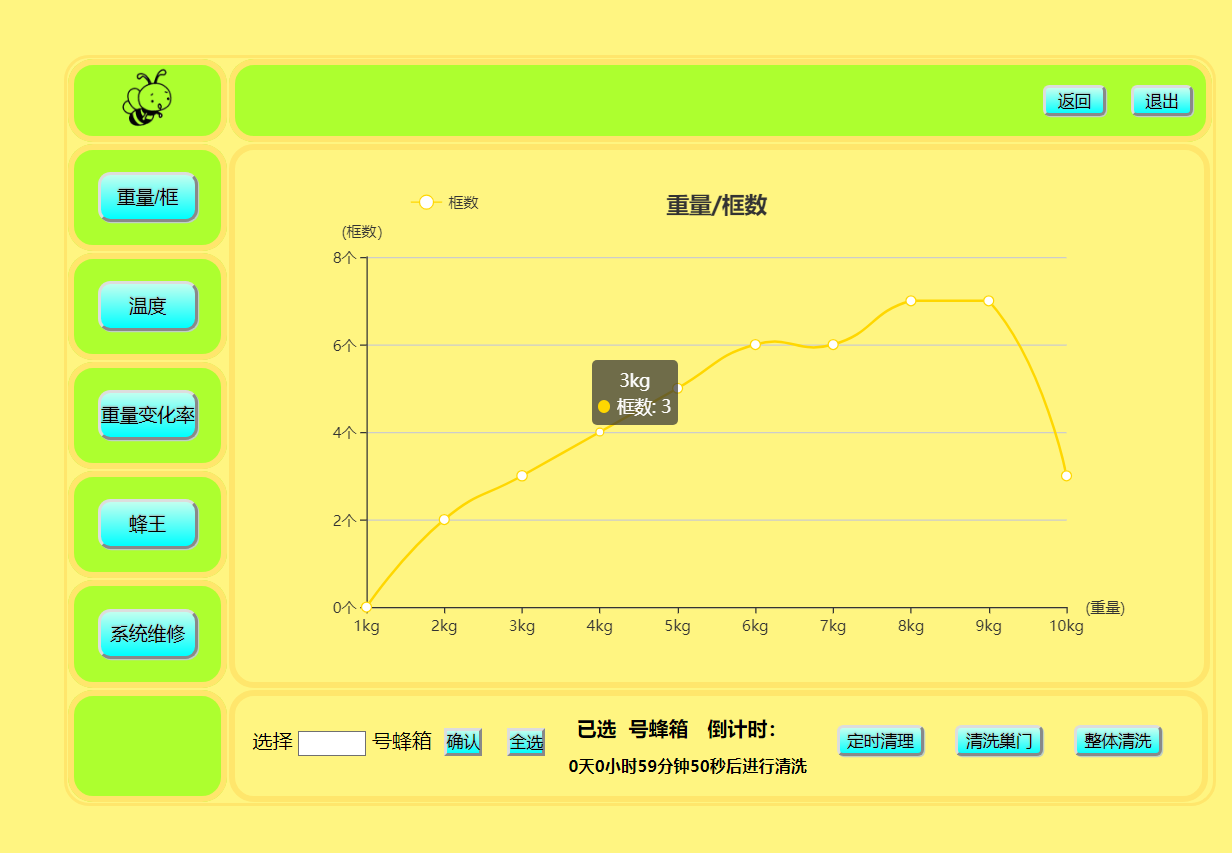 返回 退出
重量/框
温度
重量变化率
蜂王
系统维修
框数
重量/框数
(框数)
8个
6个
4个
2个
0个
3kg
框数: 3
1kg 2kg 3kg 4kg 5kg 6kg 7kg 8kg 9kg 10kg
(重量)
选择 号蜂箱 确认 全选
已选 号蜂箱 倒计时：
0天0小时59分钟50秒后进行清洗
定时清理 清洗巢门 整体清洗